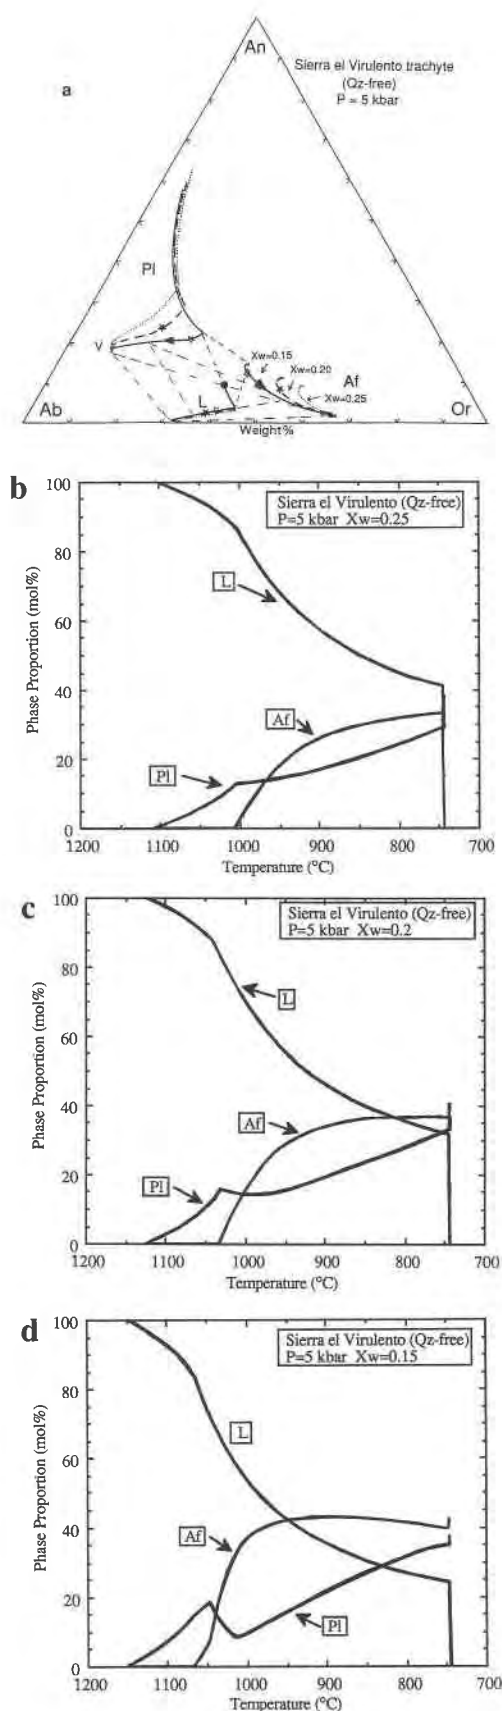 An
Sierra el Virulento trachyte
(Qz-free)
P = 5 kbar
a
Pl
V
Xw=0.15
Xw=0.20
Af
Xw=0.25
L
Ab
Or
Weight%
b
100
80
60
40
20
0
Phase Proportion (mol%)
Sierra el Virulento (Qz-free)
P=5 kbar Xw=0.25
L
Af
Pl
1200
1100
1000
900
800
700
Temperature (°C)
c
100
80
60
40
20
0
Phase Proportion (mol%)
Sierra el Virulento (Qz-free)
P=5 kbar Xw=0.2
L
Af
Pl
1200
1100
1000
900
800
700
Temperature (°C)
d
100
80
60
40
20
0
Phase Proportion (mol%)
Sierra el Virulento (Qz-free)
P=5 kbar Xw=0.15
L
Af
Pl
1200
1100
1000
900
800
700
Temperature (°C)